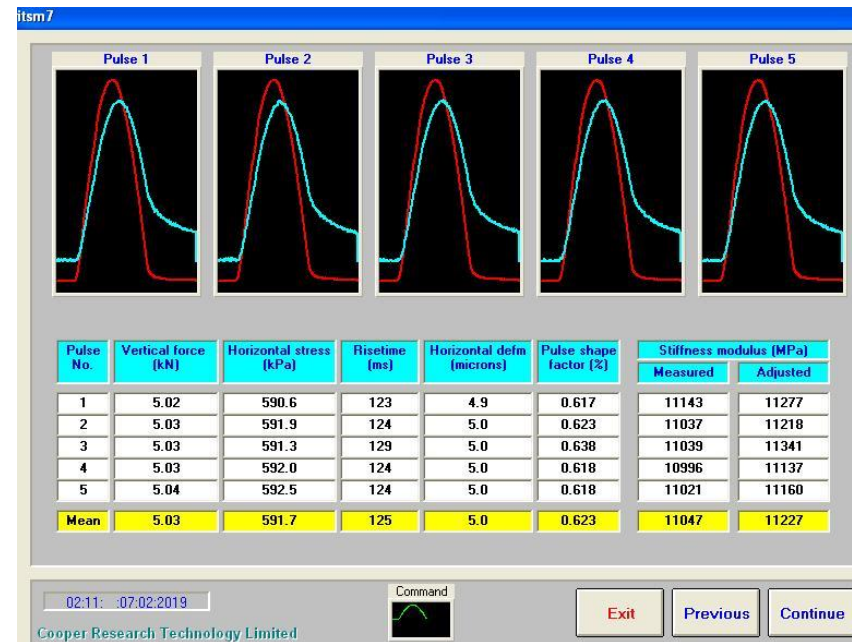 itsm7
Pulse 1 Pulse 2 Pulse 3 Pulse 4 Pulse 5
Pulse No. Vertical force (kN) Horizontal stress (kPa) Risetime (ms) Horizontal defm (microns) Pulse shape factor (%) Stiffness modulus (MPa)
Measured Adjusted
1 5.02 590.6 123 4.9 0.617 11143 11277
2 5.03 591.9 124 5.0 0.623 11037 11218
3 5.03 591.3 129 5.0 0.638 11039 11341
4 5.03 592.0 124 5.0 0.618 10996 11137
5 5.04 592.5 124 5.0 0.618 11021 11160
Mean 5.03 591.7 125 5.0 0.623 11047 11227
02:11: :07:02:2019
Command
Exit Previous Continue
Cooper Research Technology Limited